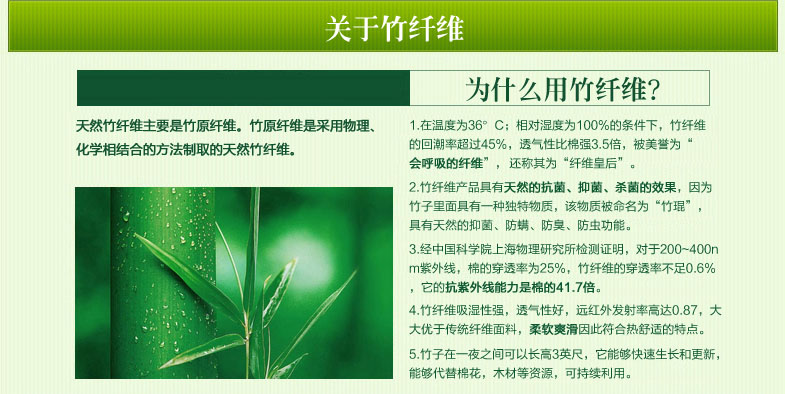 关于竹纤维
为什么用竹纤维?
天然竹纤维主要是竹原纤维。竹原纤维是采用物理、
化学相结合的方法制取的天然竹纤维。
1.在温度为36°C；相对湿度为100%的条件下，竹纤维
的回潮率超过45%，透气性比棉强3.5倍，被美誉为“
会呼吸的纤维”，还称其为“纤维皇后”。
2.竹纤维产品具有天然的抗菌、抑菌、杀菌的效果，因为
竹子里面具有一种独特物质，该物质被命名为“竹琨”，
具有天然的抑菌、防螨、防臭、防虫功能。
3.经中国科学院上海物理研究所检测证明，对于200~400n
m紫外线，棉的穿透率为25%，竹纤维的穿透率不足0.6%
，它的抗紫外线能力是棉的41.7倍。
4.竹纤维吸湿性强，透气性好，远红外发射率高达0.87，大
大优于传统纤维面料，柔软爽滑因此符合热舒适的特点。
5.竹子在一夜之间可以长高3英尺，它能够快速生长和更新，
能够代替棉花，木材等资源，可持续利用。